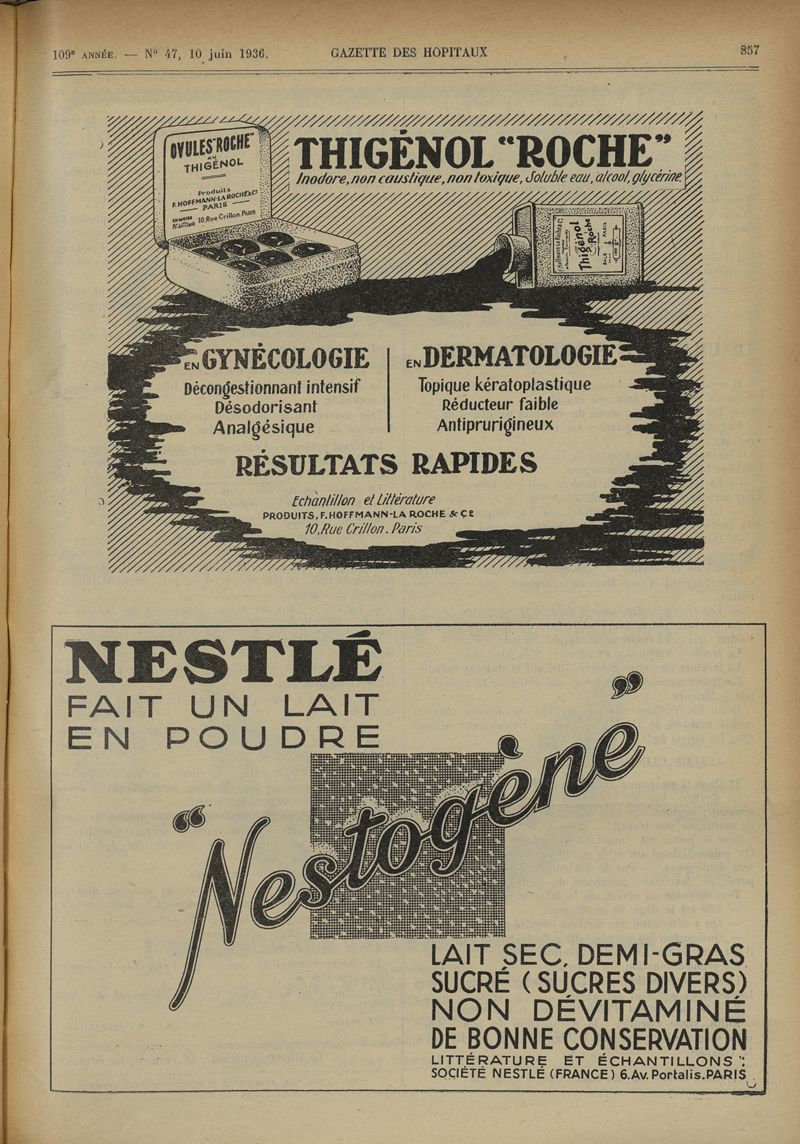 109e ANNÉE. — N° 47, 10 juin 1936. GAZETTE DES HOPITAUX 857
OVULES "ROCHE"
AU
THIGÉNOL
Produits
F. HOFFMANN-LA ROCHE & Cie
PARIS
10, Rue Crillon, Paris
THIGÉNOL "ROCHE"
Inodore, non caustique, non toxique, Soluble eau, alcool, glycérine
Thigénol
Roche
EN GYNÉCOLOGIE
Décongestionnant intensif
Désodorisant
Analgésique
EN DERMATOLOGIE
Topique kératoplastique
Réducteur faible
Antiprurigineux
RÉSULTATS RAPIDES
Echantillon et Littérature
PRODUITS, F. HOFFMANN-LA ROCHE & Cie
10, Rue Crillon. Paris
NESTLÉ
FAIT UN LAIT
EN POUDRE
"Nestogène"
LAIT SEC, DEMI-GRAS
SUCRÉ (SUCRES DIVERS)
NON DÉVITAMINÉ
DE BONNE CONSERVATION
LITTÉRATURE ET ÉCHANTILLONS :
SOCIÉTÉ NESTLÉ (FRANCE) 6. Av. Portalis. PARIS